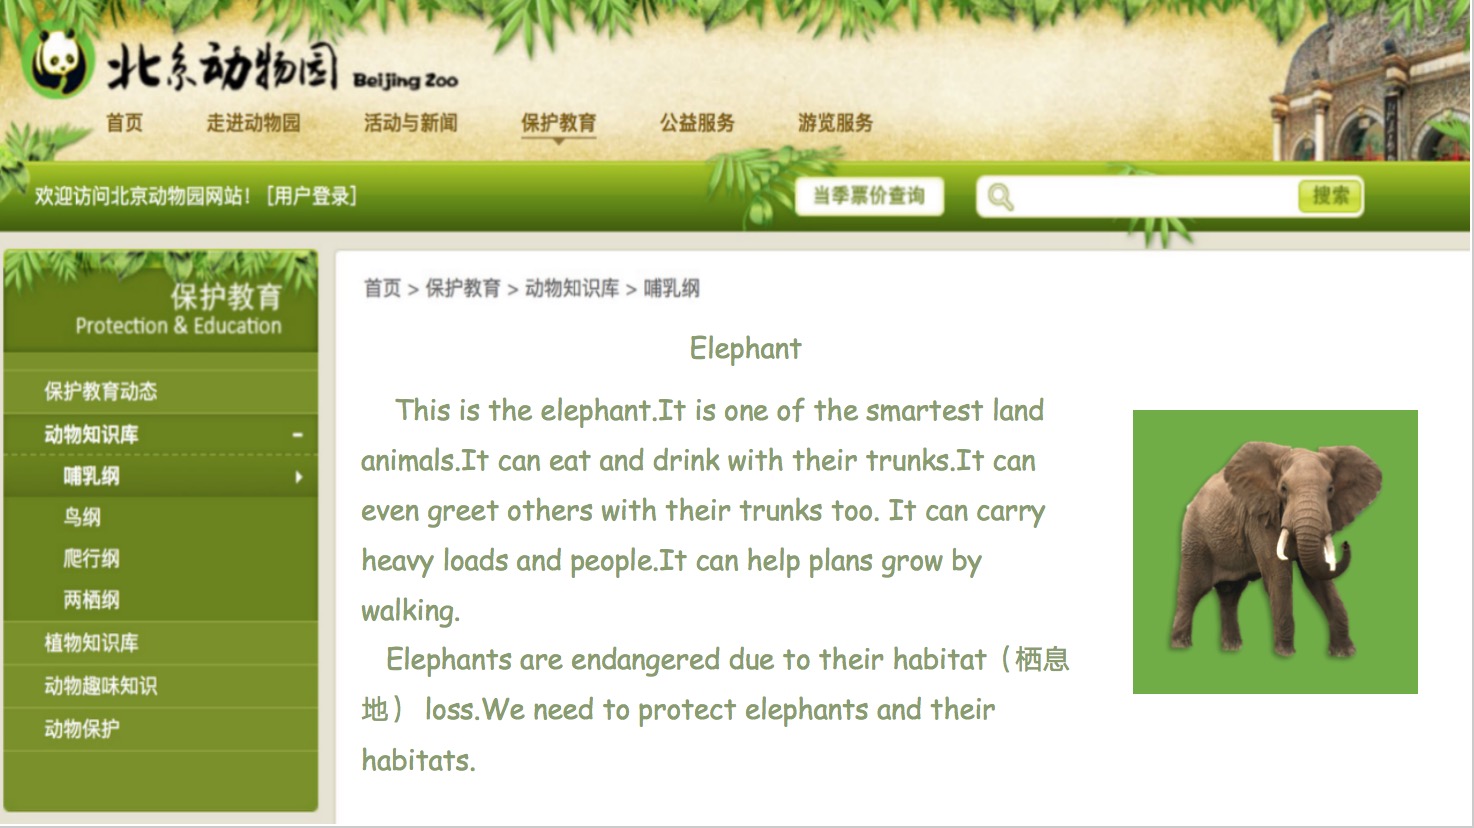 北京动物园 Beijing Zoo
首页 走进动物园 活动与新闻 保护教育 公益服务 游览服务
欢迎访问北京动物园网站! [用户登录] 当季票价查询 搜索
保护教育
Protection & Education
保护教育动态
动物知识库
哺乳纲
鸟纲
爬行纲
两栖纲
植物知识库
动物趣味知识
动物保护
首页 > 保护教育 > 动物知识库 > 哺乳纲
Elephant
This is the elephant.It is one of the smartest land
animals.It can eat and drink with their trunks.It can
even greet others with their trunks too. It can carry
heavy loads and people.It can help plans grow by
walking.
Elephants are endangered due to their habitat（栖息
地） loss.We need to protect elephants and their
habitats.